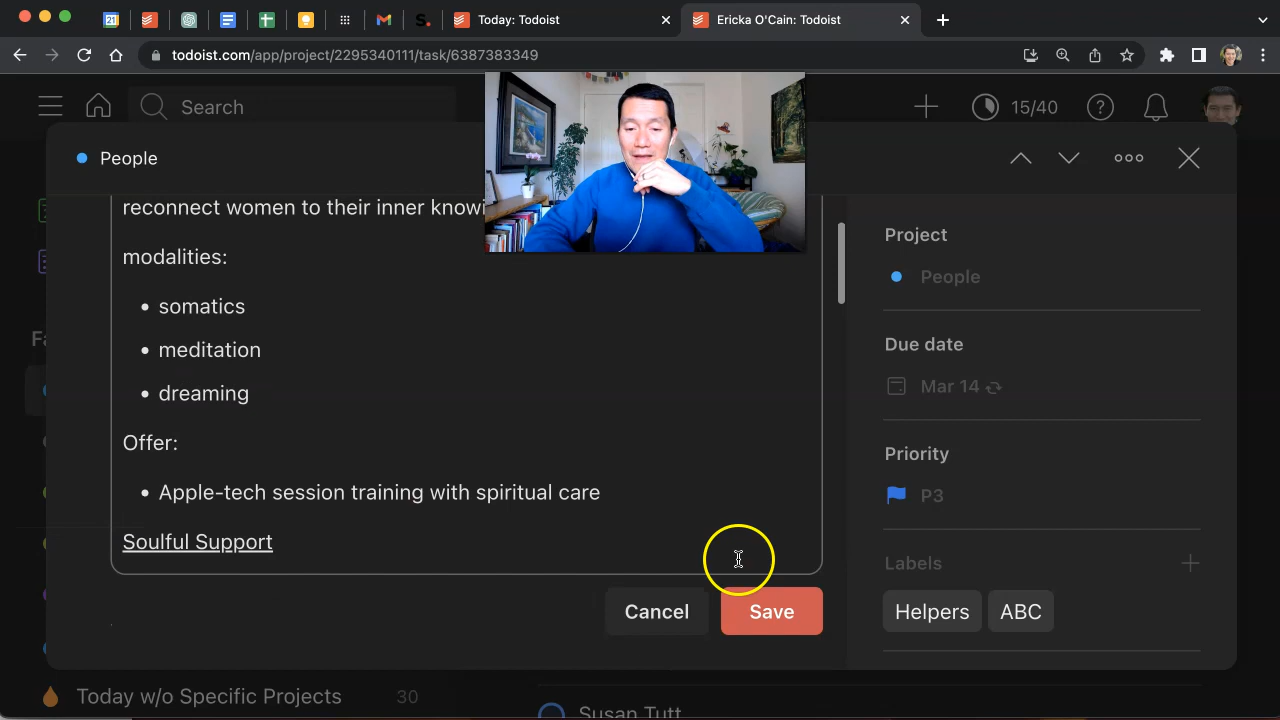 Today: Todoist
Ericka O'Cain: Todoist
todoist.com/app/project/2295340111/task/6387383349
Search
15/40
People
reconnect women to their inner
modalities:
somatics
meditation
dreaming
Offer:
Apple-tech session training with spiritual care
Soulful Support
Cancel
Save
Project
People
Due date
Mar 14
Priority
P3
Labels
Helpers
ABC
Today w/o Specific Projects
30
Susan Tutt